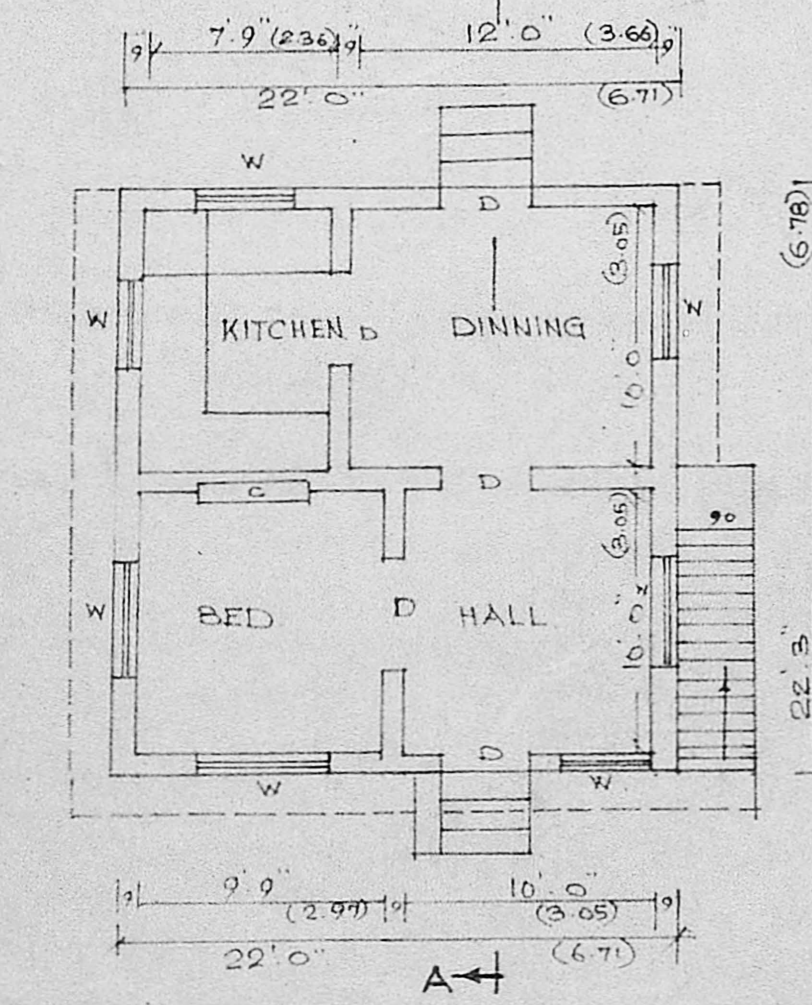 9" 7'.9" (2.36) 9" 12'.0" (3.66) 9"
22'.0" (6.71)
W
D
(6.78)
(3.05)
W KITCHEN D DINNING W
10'.0
C D
(3.05)
90
W BED D HALL 10'.0" W
22'.3"
D
W W
9" 9'.9" (2.97) 9" 10'.0" (3.05) 9"
22'.0" (6.71)
A